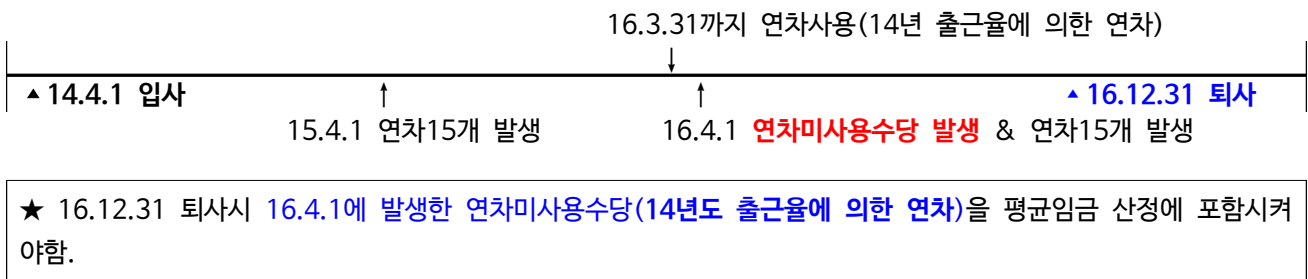 16.3.31까지 연차사용(14년 출근율에 의한 연차)
↓
▲ 14.4.1 입사 ↑ ↑ ▲ 16.12.31 퇴사
15.4.1 연차15개 발생 16.4.1 연차미사용수당 발생 & 연차15개 발생
★ 16.12.31 퇴사시 16.4.1에 발생한 연차미사용수당(14년도 출근율에 의한 연차)을 평균임금 산정에 포함시켜
야함.